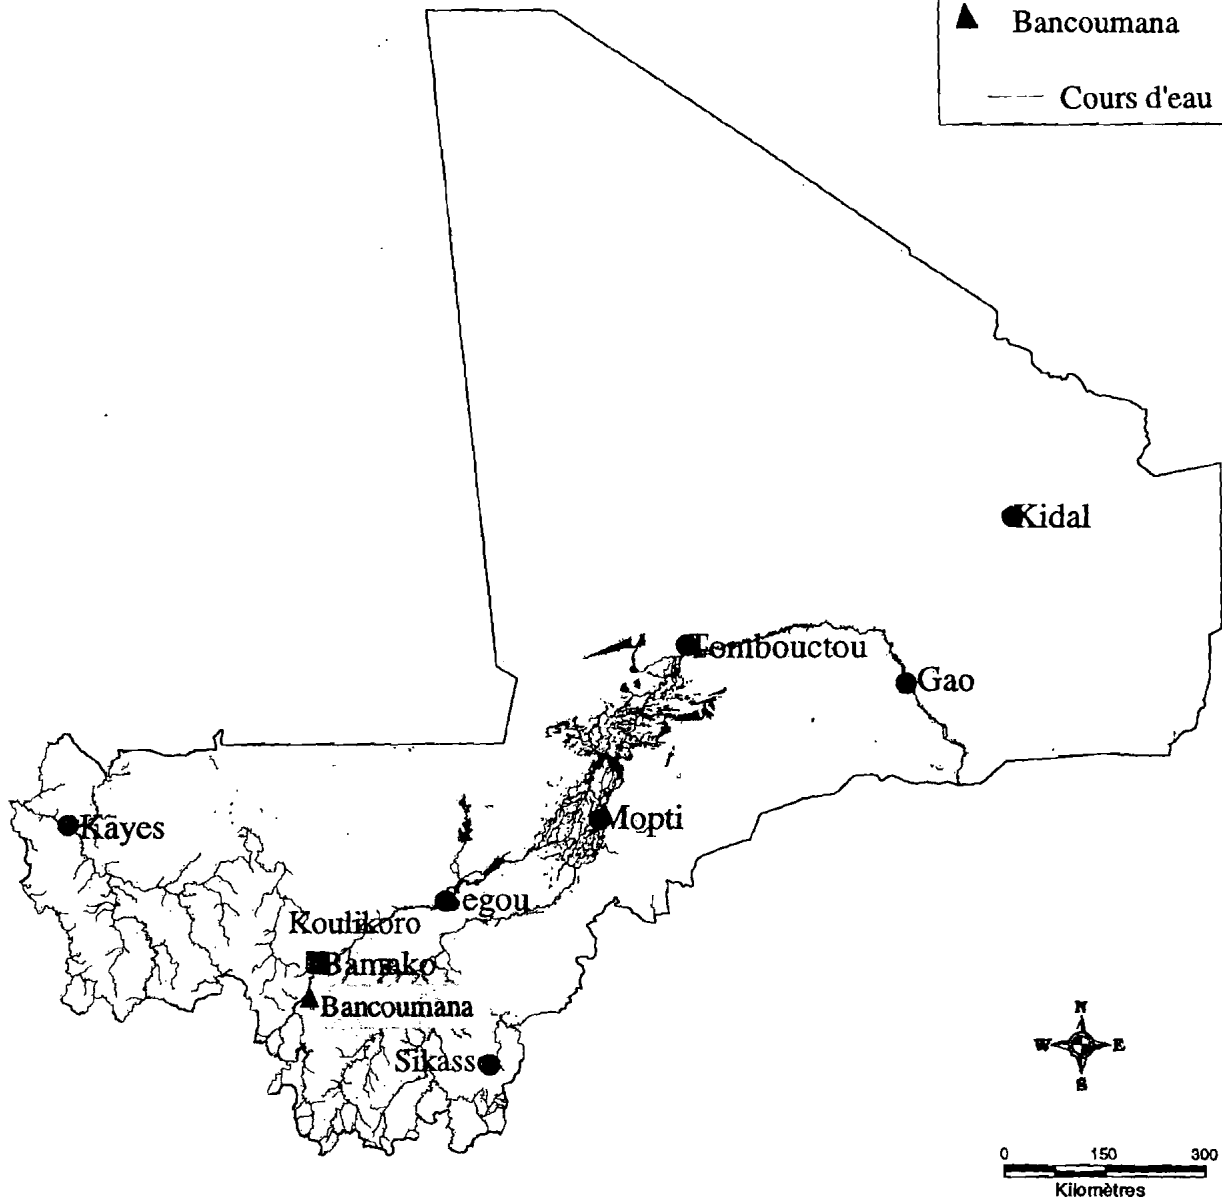 Bancoumana
Cours d'eau
Kidal
Tombouctou
Gao
Kayes
Mopti
Segou
Koulikoro
Bamako
Bancoumana
Sikasso
N
W E
S
0 150 300
Kilomètres